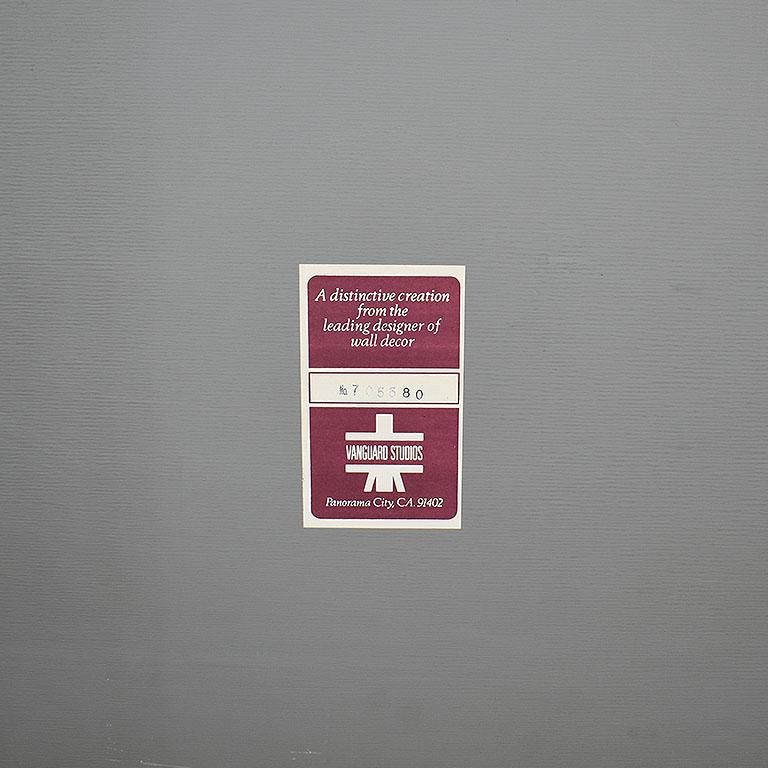 A distinctive creation
from the
leading designer of
wall decor
No. 705580
VANGUARD STUDIOS
Panorama City, CA. 91402